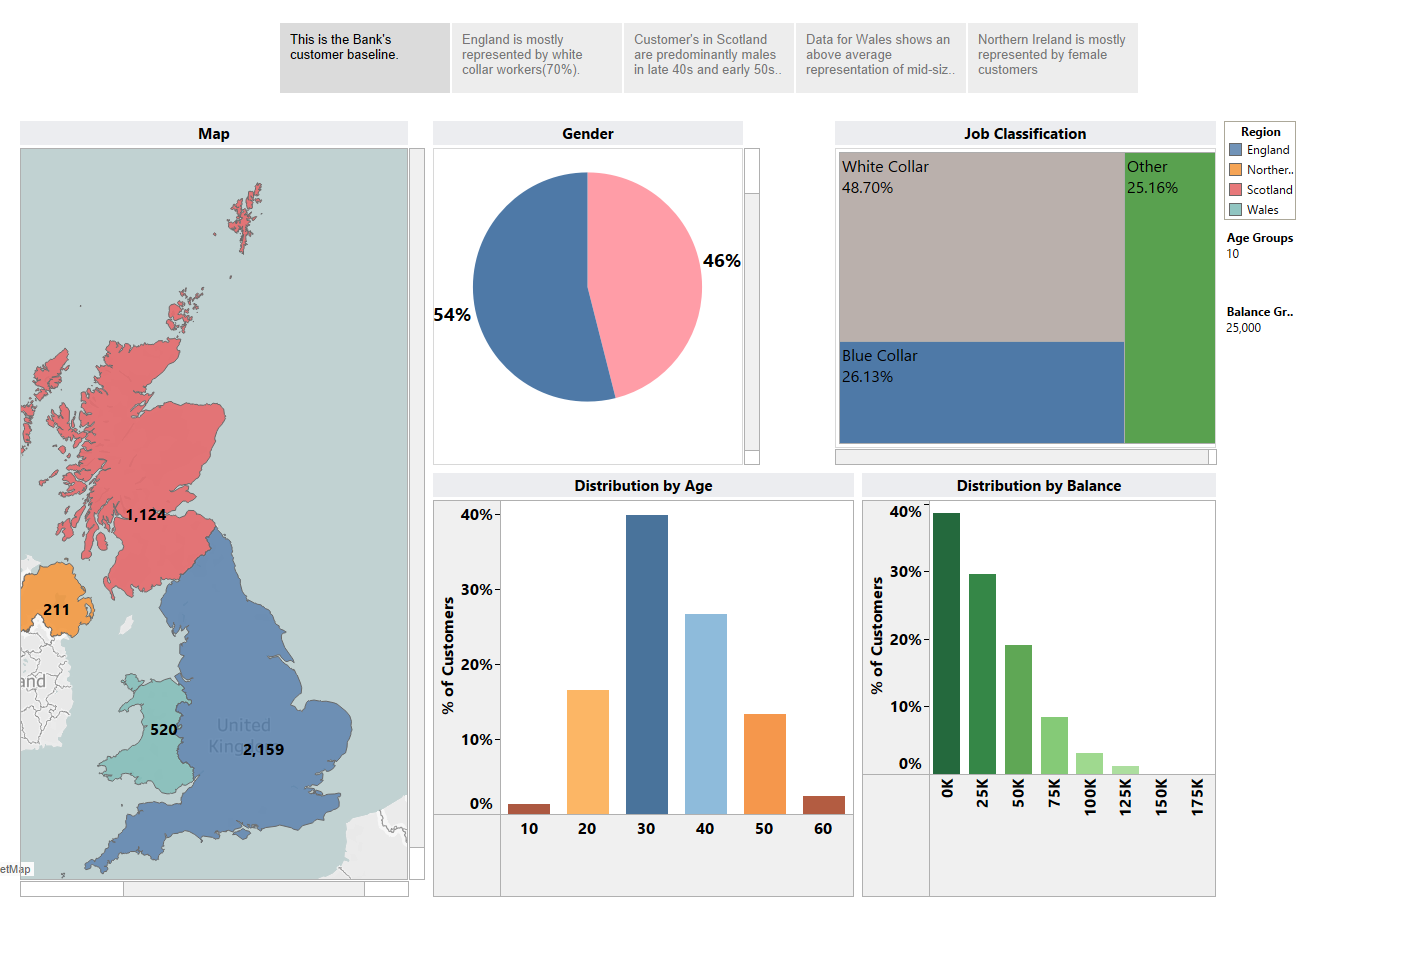 This is the Bank's
customer baseline.
England is mostly
represented by white
collar workers(70%).
Customer's in Scotland
are predominantly males
in late 40s and early 50s..
Data for Wales shows an
above average
representation of mid-siz..
Northern Ireland is mostly
represented by female
customers
Map
1,124
211
and
520
United
2,159
etMap
Gender
46%
54%
Job Classification
White Collar
48.70%
Other
25.16%
Blue Collar
26.13%
Region
England
Norther..
Scotland
Wales
Age Groups
10
Balance Gr..
25,000
Distribution by Age
% of Customers
40%
30%
20%
10%
0%
10 20 30 40 50 60
Distribution by Balance
% of Customers
40%
30%
20%
10%
0%
0K 25K 50K 75K 100K 125K 150K 175K